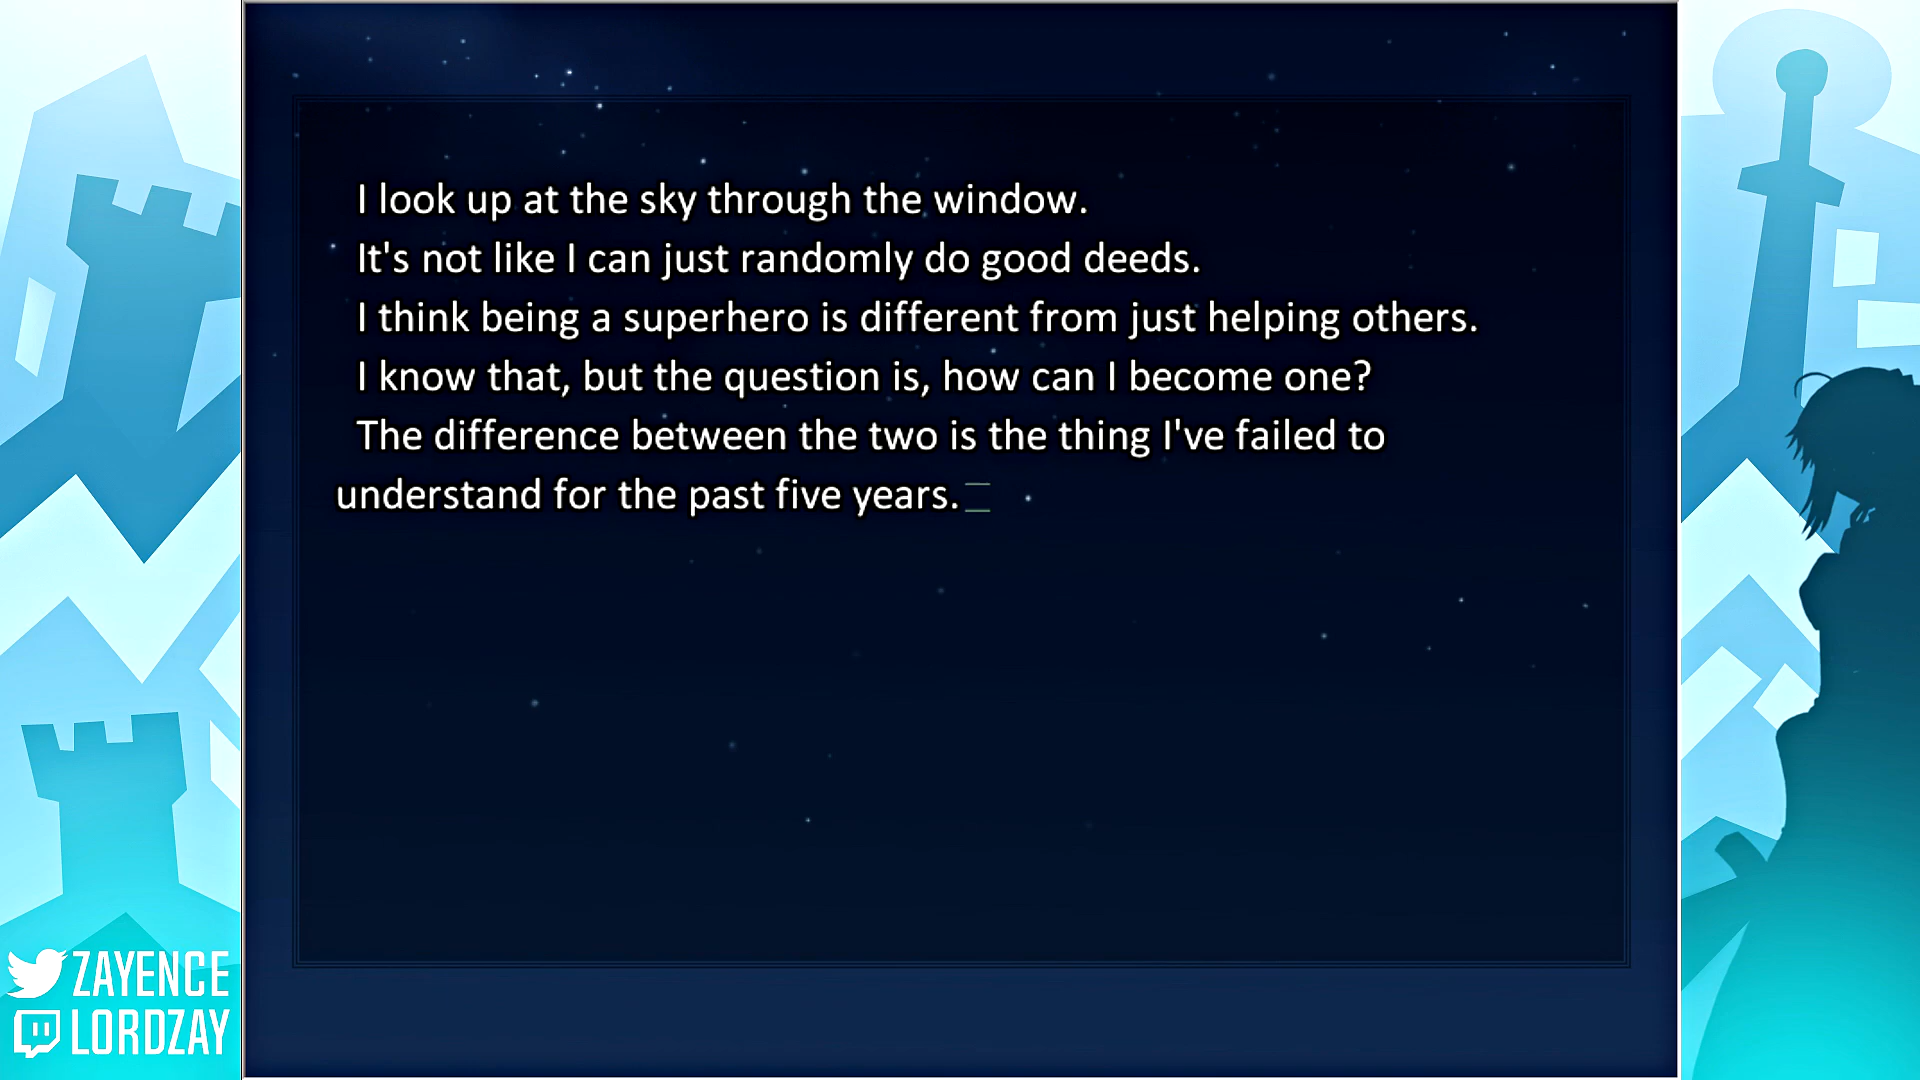 I look up at the sky through the window.
It's not like I can just randomly do good deeds.
I think being a superhero is different from just helping others.
I know that, but the question is, how can I become one?
The difference between the two is the thing I've failed to
understand for the past five years.
ZAYENCE
LORDZAY